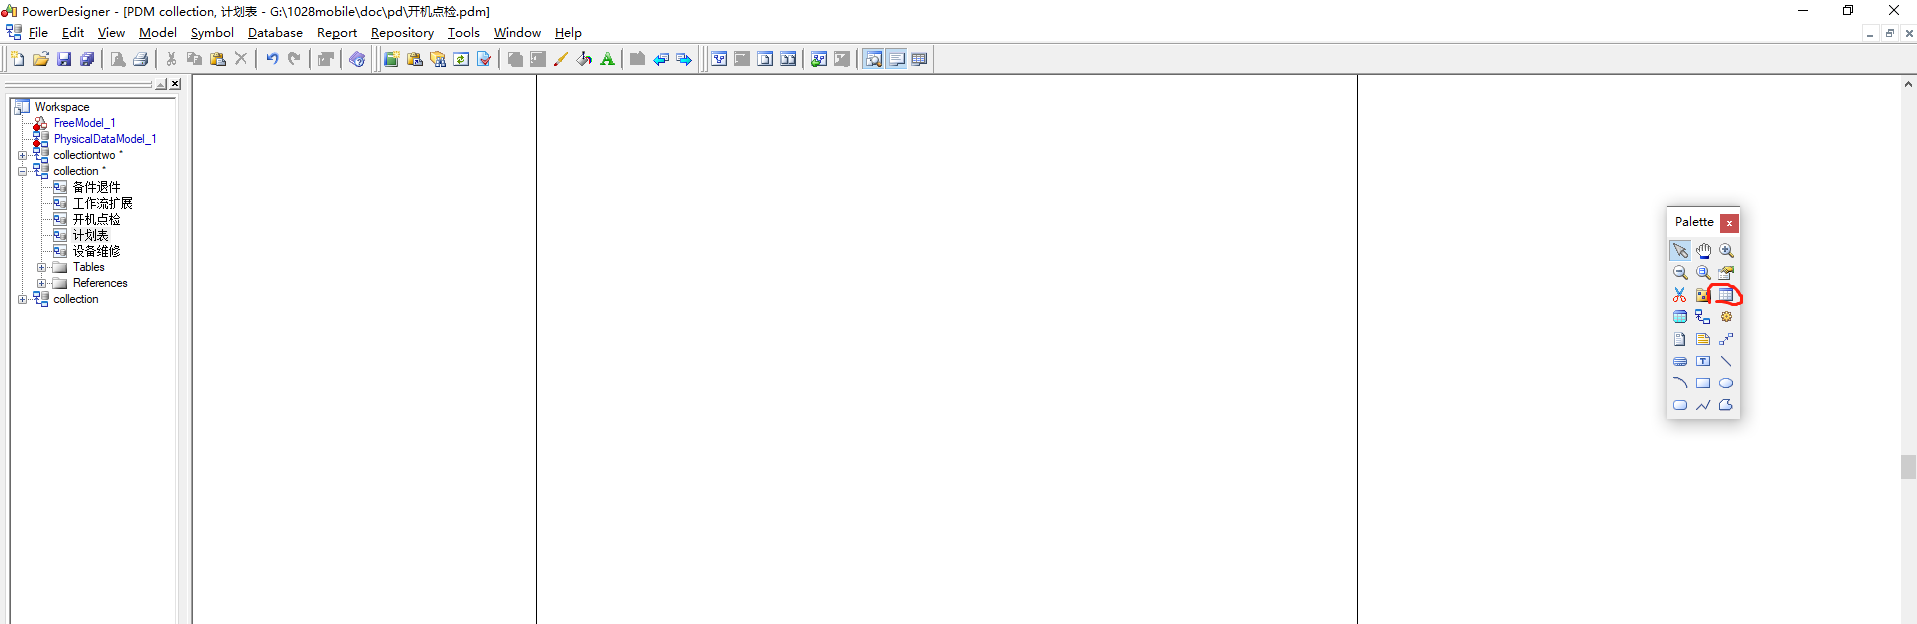 PowerDesigner - [PDM collection, 计划表 - G:\1028mobile\doc\pd\开机点检.pdm]
File Edit View Model Symbol Database Report Repository Tools Window Help
Workspace
FreeModel_1
PhysicalDataModel_1
collectiontwo *
collection *
备件退件
工作流扩展
开机点检
计划表
设备维修
Tables
References
collection
Palette